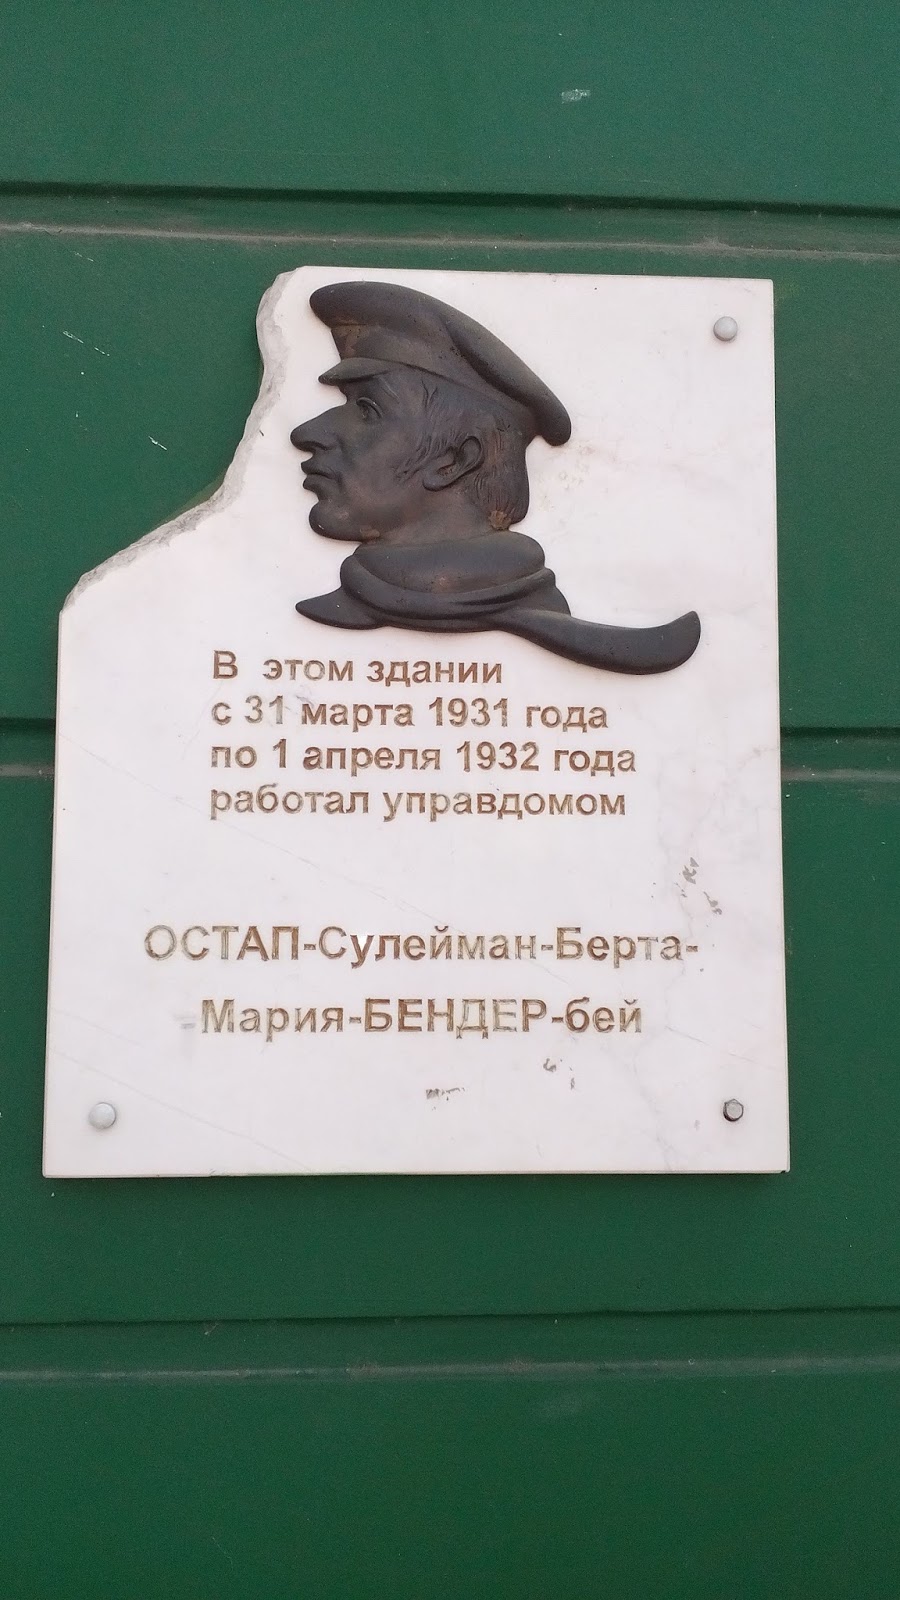 В этом здании
с 31 марта 1931 года
по 1 апреля 1932 года
работал управдомом
ОСТАП-Сулейман-Берта-
-Мария-БЕНДЕР-бей